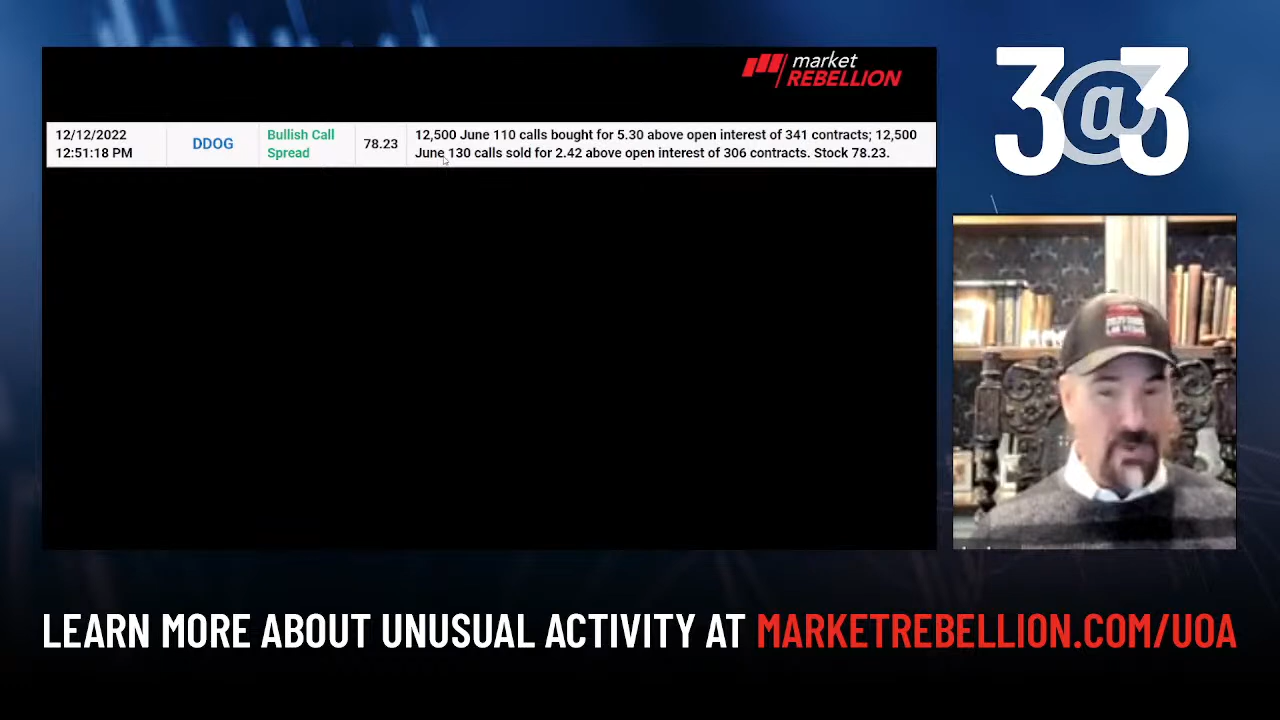 market
REBELLION
3@3
12/12/2022
12:51:18 PM
DDOG
Bullish Call
Spread
78.23
12,500 June 110 calls bought for 5.30 above open interest of 341 contracts; 12,500
June 130 calls sold for 2.42 above open interest of 306 contracts. Stock 78.23.
LEARN MORE ABOUT UNUSUAL ACTIVITY AT MARKETREBELLION.COM/UOA